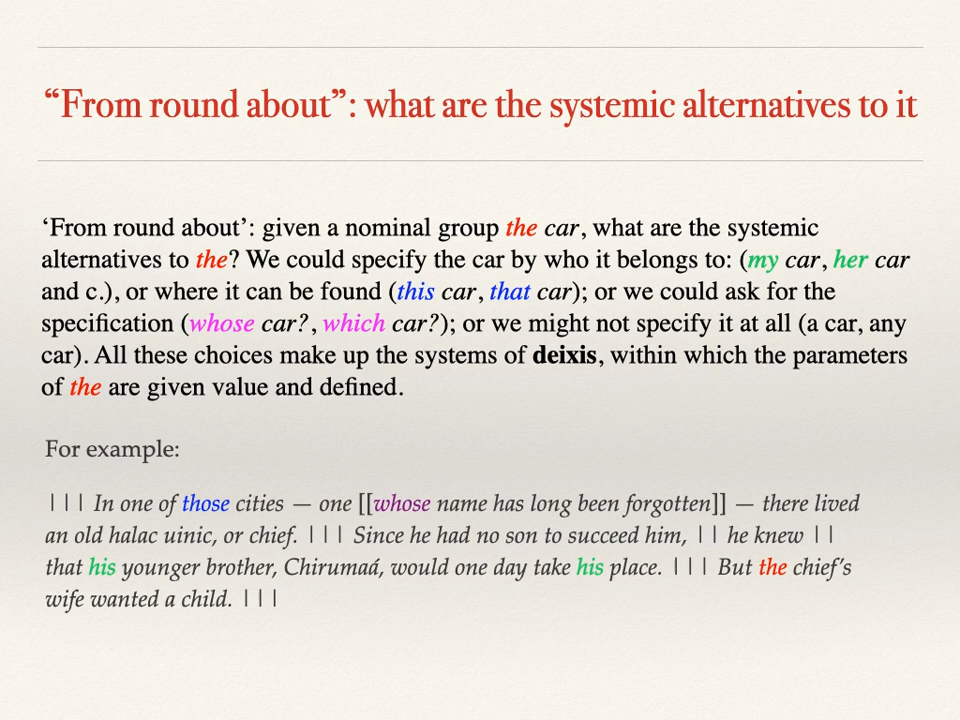 “From round about”: what are the systemic alternatives to it
‘From round about’: given a nominal group the car, what are the systemic
alternatives to the? We could specify the car by who it belongs to: (my car, her car
and c.), or where it can be found (this car, that car); or we could ask for the
specification (whose car?, which car?); or we might not specify it at all (a car, any
car). All these choices make up the systems of deixis, within which the parameters
of the are given value and defined.
For example:
| | | In one of those cities — one [[whose name has long been forgotten]] — there lived
an old halac uinic, or chief. | | | Since he had no son to succeed him, | | he knew | |
that his younger brother, Chirumaá, would one day take his place. | | | But the chief’s
wife wanted a child. | | |